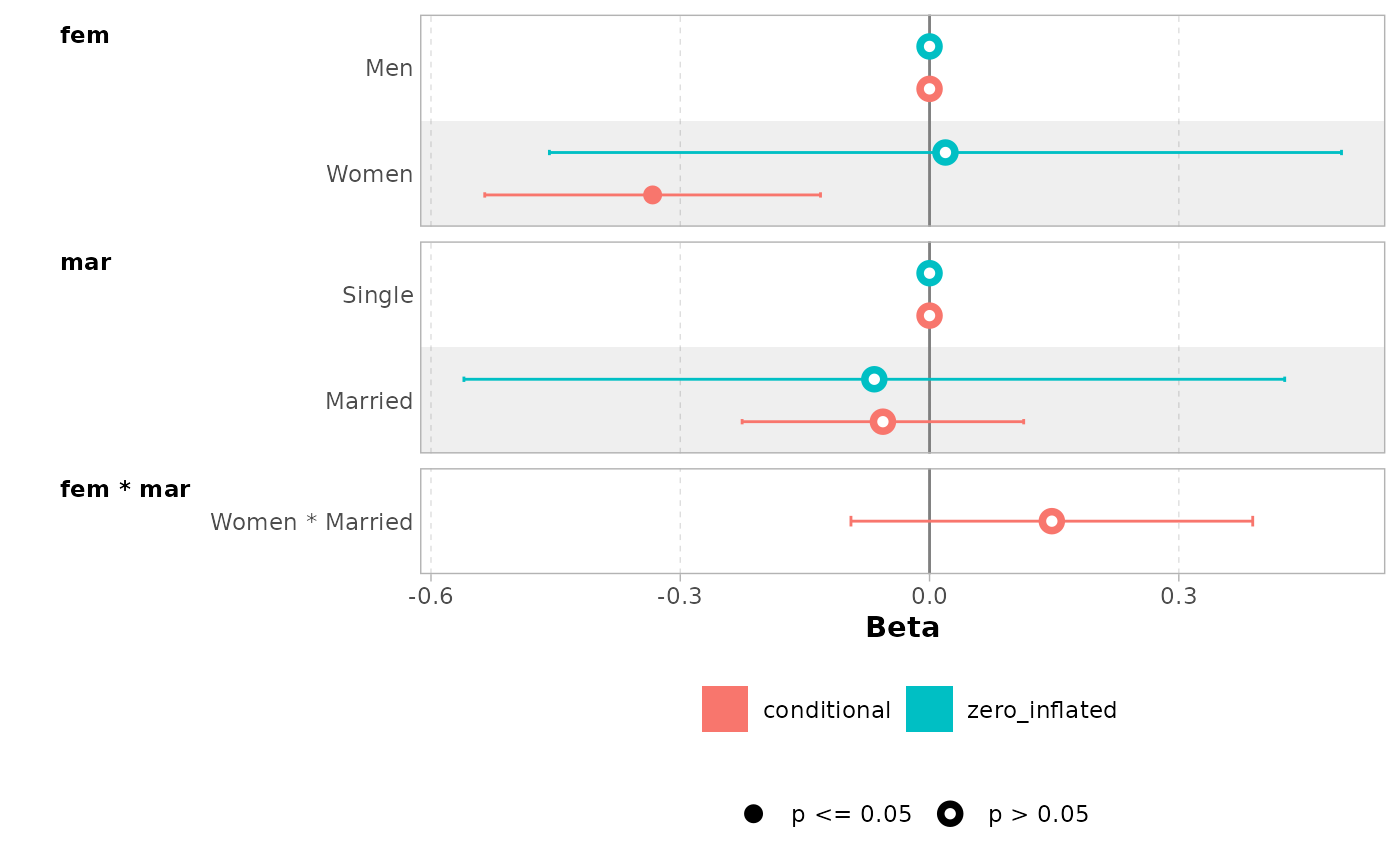 fem
Men
Women
mar
Single
Married
fem * mar
Women * Married
-0.6 -0.3 0.0 0.3
Beta
conditional zero_inflated
p <= 0.05 p > 0.05